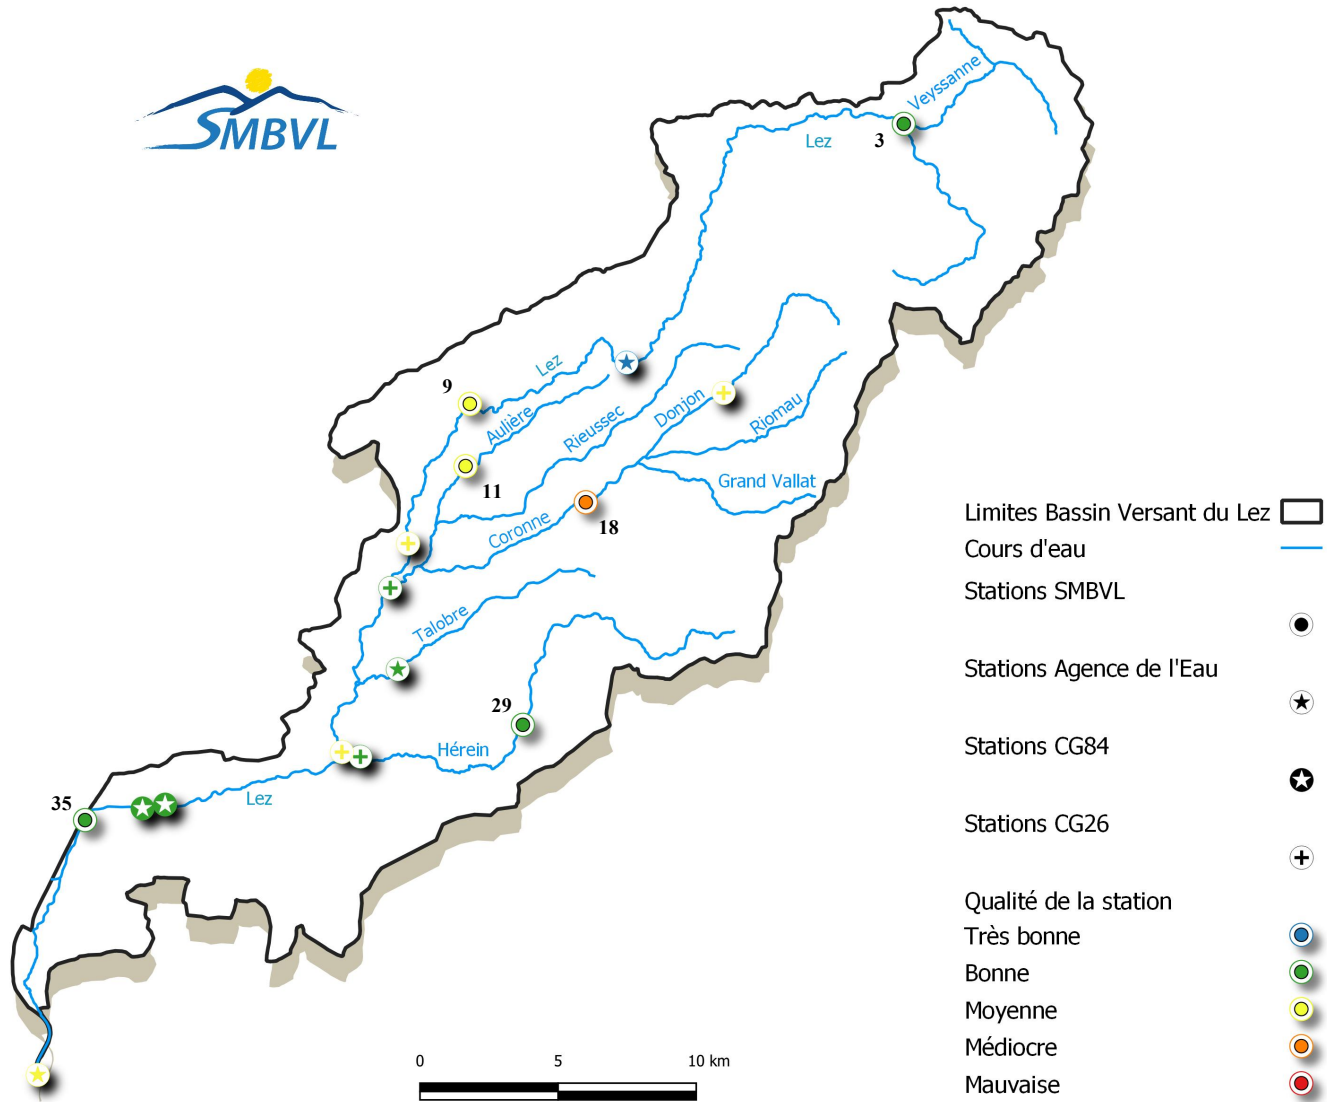 SMBVL
Veyssanne
Lez
3
Lez
9
Aulière
Rieussec
Donjon
Riomau
11
Grand Vallat
18
Coronne
Talobre
29
Hérein
35
Lez
Limites Bassin Versant du Lez
Cours d'eau
Stations SMBVL
Stations Agence de l'Eau
Stations CG84
Stations CG26
Qualité de la station
Très bonne
Bonne
Moyenne
Médiocre
Mauvaise
0 5 10 km